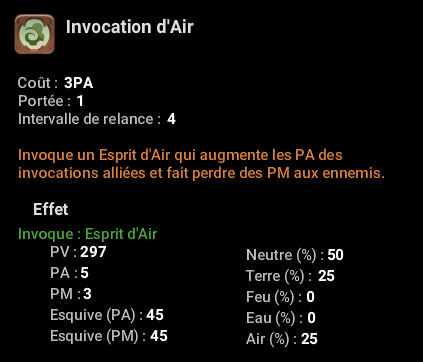 Invocation d'Air
Coût : 3PA
Portée : 1
Intervalle de relance : 4
Invoque un Esprit d'Air qui augmente les PA des
invocations alliées et fait perdre des PM aux ennemis.
Effet
Invoque : Esprit d'Air
PV : 297
PA : 5
PM : 3
Esquive (PA) : 45
Esquive (PM) : 45
Neutre (%) : 50
Terre (%) : 25
Feu (%) : 0
Eau (%) : 0
Air (%) : 25